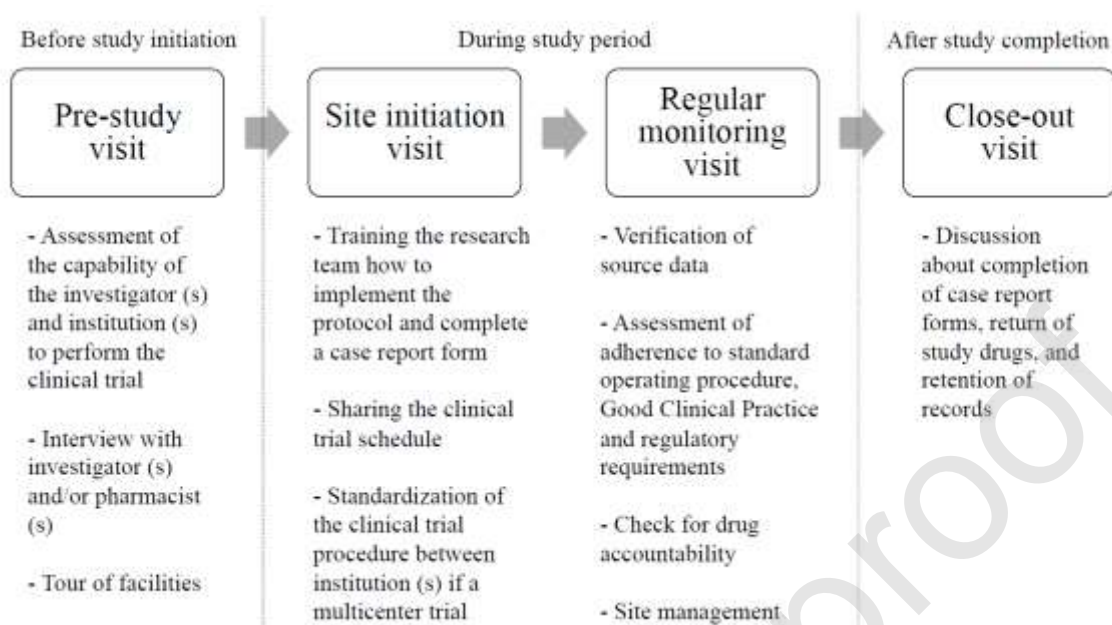 Before study initiation
During study period
After study completion
Pre-study
visit
Site initiation
visit
Regular
monitoring
visit
Close-out
visit
- Assessment of
the capability of
the investigator (s)
and institution (s)
to perform the
clinical trial
- Interview with
investigator (s)
and/or pharmacist
(s)
- Tour of facilities
- Training the research
team how to
implement the
protocol and complete
a case report form
- Sharing the clinical
trial schedule
- Standardization of
the clinical trial
procedure between
institution (s) if a
multicenter trial
- Verification of
source data
- Assessment of
adherence to standard
operating procedure,
Good Clinical Practice
and regulatory
requirements
- Check for drug
accountability
- Site management
- Discussion
about completion
of case report
forms, return of
study drugs, and
retention of
records
proof